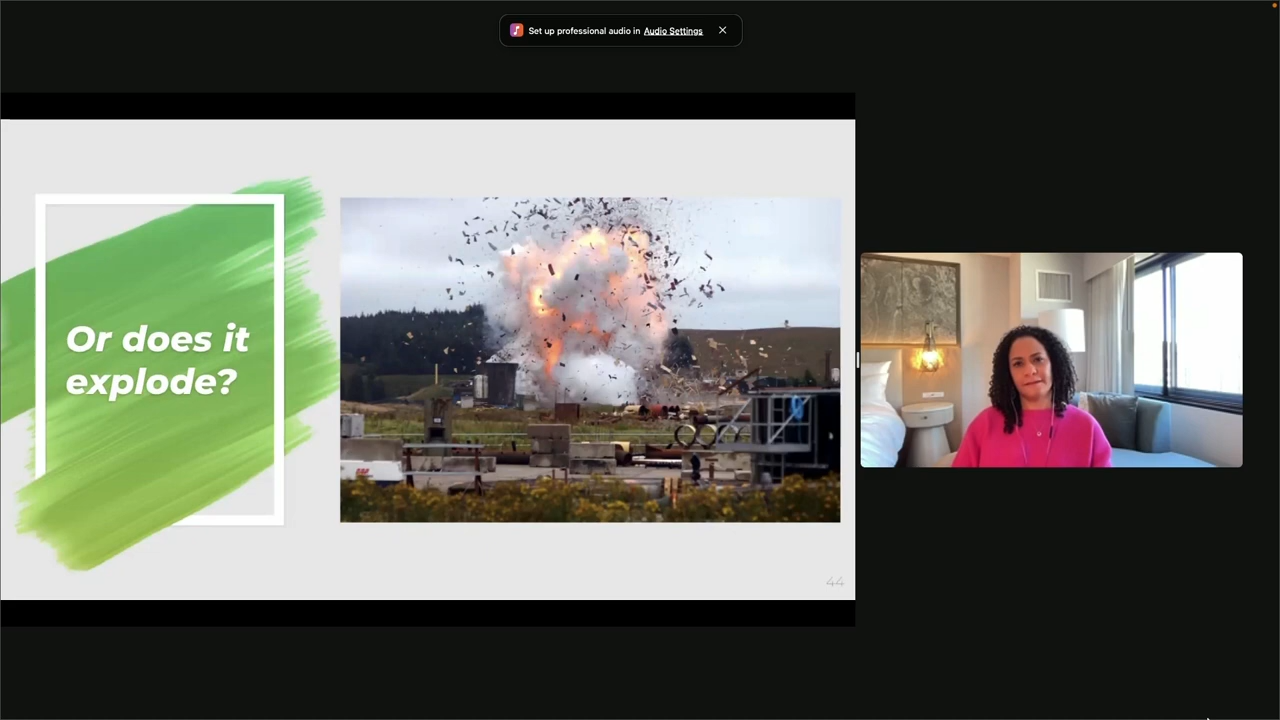 Set up professional audio in Audio Settings
Or does it
explode?
44